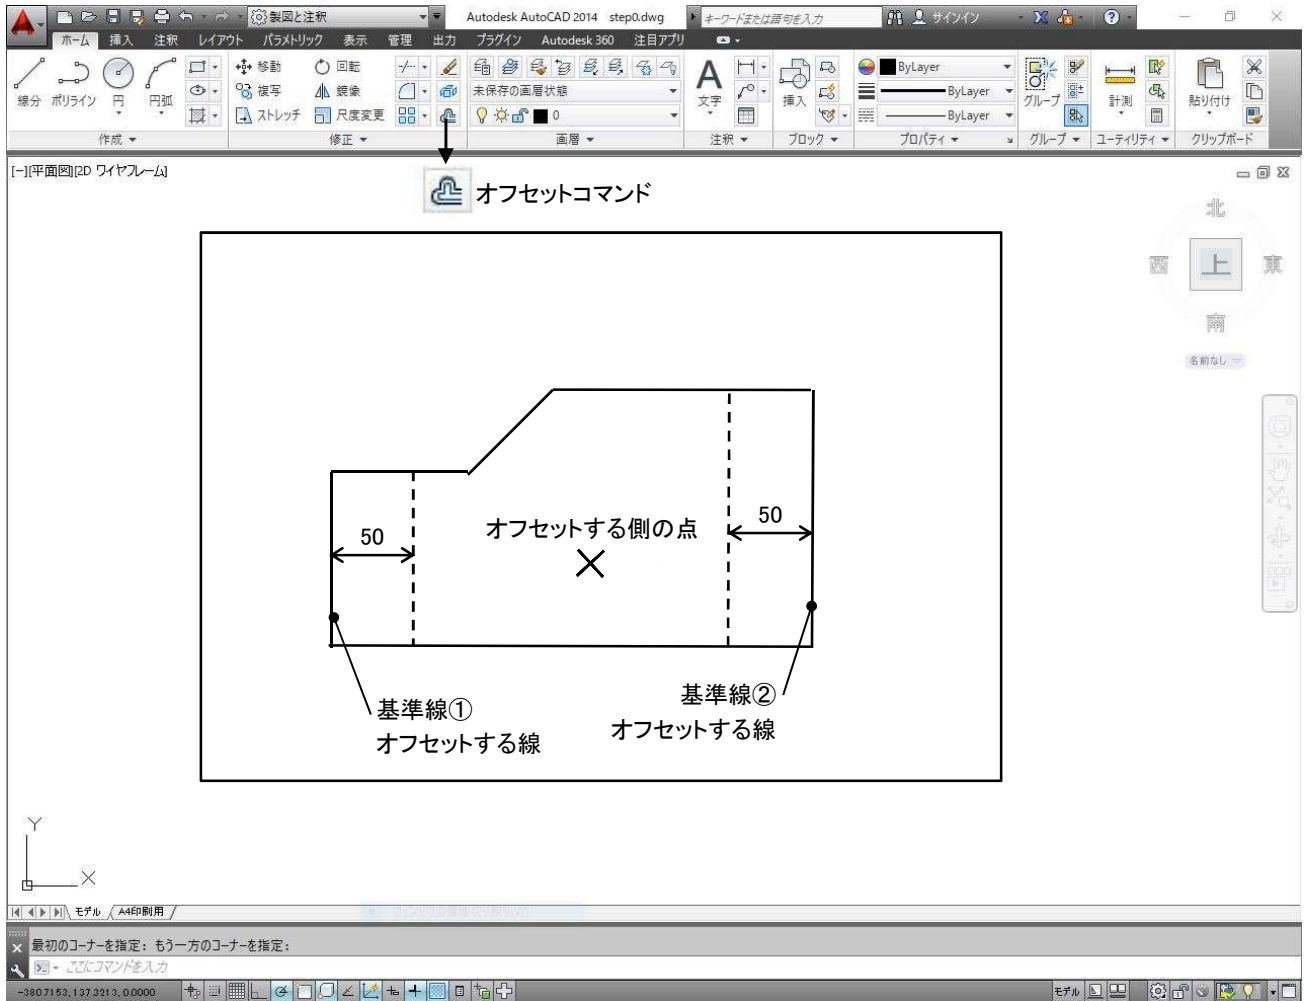 製図と注釈 Autodesk AutoCAD 2014 step0.dwg キーワードまたは語句を入力 サインイン
ホーム 挿入 注釈 レイアウト パラメトリック 表示 管理 出力 プラグイン Autodesk 360 注目アプリ
線分 ポリライン 円 円弧
移動 回転
複写 鏡像
ストレッチ 尺度変更
未保存の画層状態
0
文字 挿入
ByLayer
ByLayer
ByLayer
グループ 計測 貼り付け
作成 修正 画層 注釈 ブロック プロパティ グループ ユーティリティ クリップボード
[-][平面図][2D ワイヤフレーム]
オフセットコマンド
北
西 上 東
南
名前なし
50
オフセットする側の点
50
基準線①
オフセットする線
基準線②
オフセットする線
Y
X
モデル A4印刷用
最初のコーナーを指定: もう一方のコーナーを指定:
ここにコマンドを入力
-380.7153, 137.3213, 0.0000 モデル